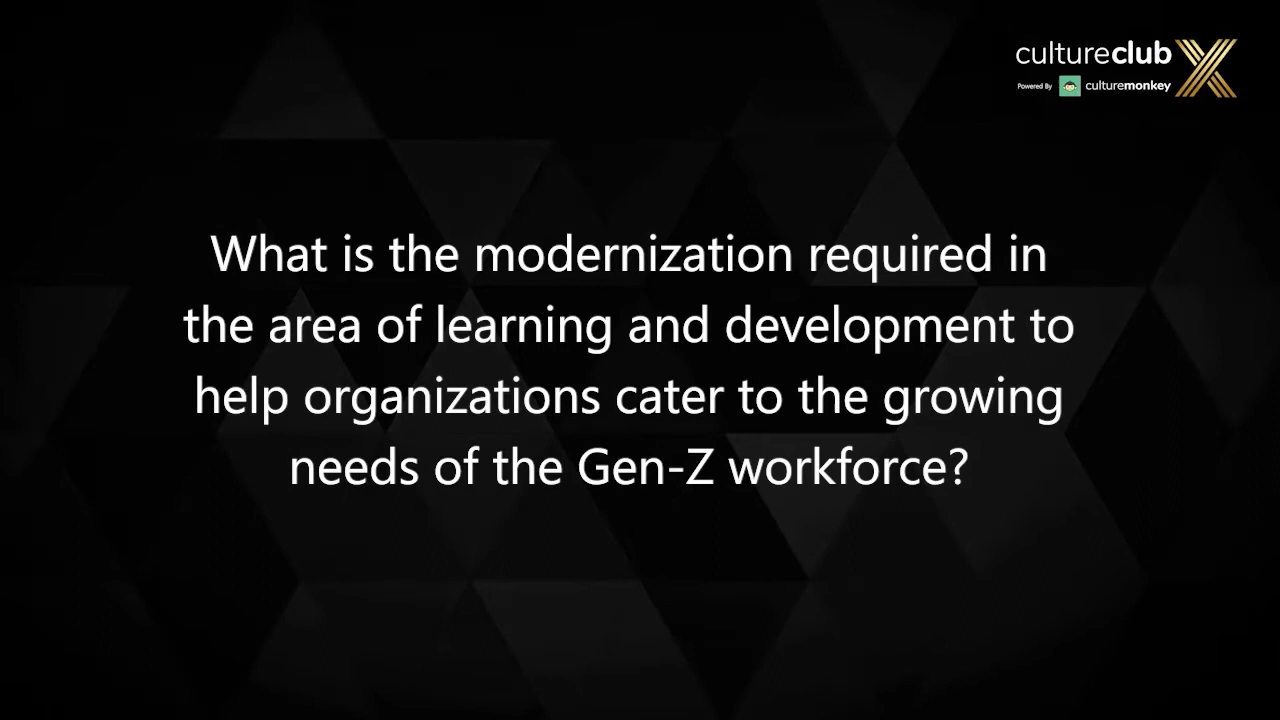 cultureclub X
Powered By culturemonkey
What is the modernization required in
the area of learning and development to
help organizations cater to the growing
needs of the Gen-Z workforce?